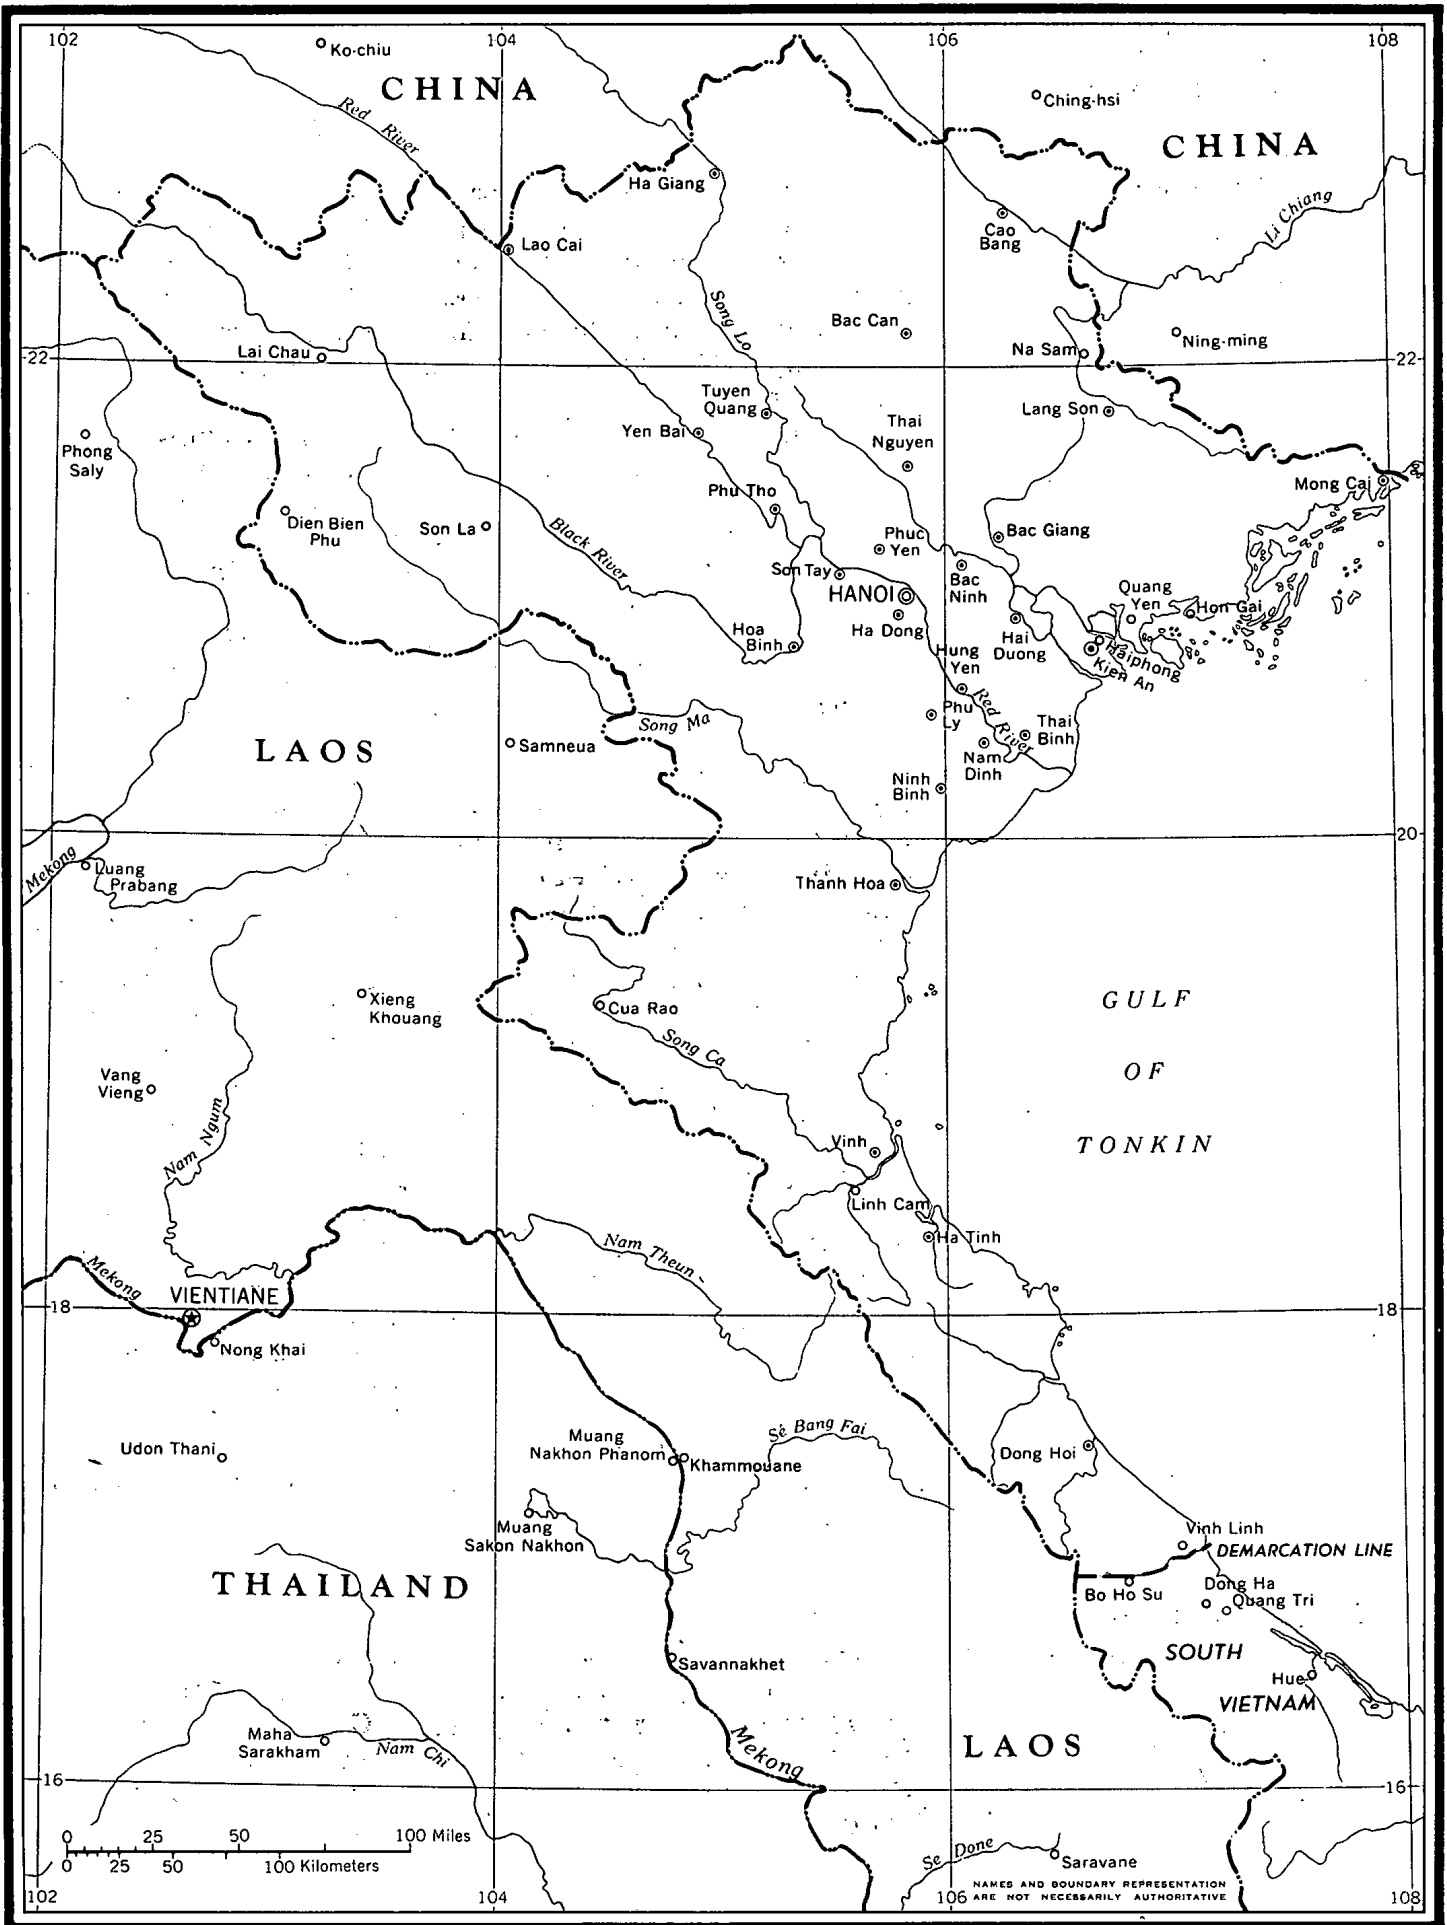 102
104
106
108
Ko-chiu
CHINA
Red River
Ching-hsi
CHINA
Ha Giang
Li Chiang
Cao
Bang
Lao Cai
Song Lo
Bac Can
Ning-ming
Na Sam
22
Lai Chau
22
Tuyen
Quang
Lang Son
Thai
Nguyen
Yen Bai
Phong
Saly
Mong Cai
Phu Tho
Dien Bien
Phu
Son La
Black River
Bac Giang
Phuc
Yen
Son Tay
Bac
Ninh
Quang
Yen
Hon Gai
HANOI
Ha Dong
Hoa
Binh
Hai
Duong
Haiphong
Kien An
Hung
Yen
Red River
Phu
Ly
Thai
Binh
Song Ma
LAOS
Samneua
Nam
Dinh
Ninh
Binh
20
Mekong
Luang
Prabang
Thanh Hoa
Xieng
Khouang
Cua Rao
GULF
OF
TONKIN
Song Ca
Vang
Vieng
Nam Ngum
Vinh
Linh Cam
Ha Tinh
Nam Theun
Mekong
VIENTIANE
18
18
Nong Khai
Udon Thani
Muang
Nakhon Phanom
Khammouane
Sé Bang Fai
Dong Hoi
Muang
Sakon Nakhon
Vinh Linh
DEMARCATION LINE
THAILAND
Bo Ho Su
Dong Ha
Quang Tri
Savannakhet
SOUTH
VIETNAM
Hue
Maha
Sarakham
Nam Chi
Mekong
LAOS
16
16
0 25 50 100 Miles
0 25 50 100 Kilometers
Se Done
Saravane
NAMES AND BOUNDARY REPRESENTATION
ARE NOT NECESSARILY AUTHORITATIVE
102
104
106
108